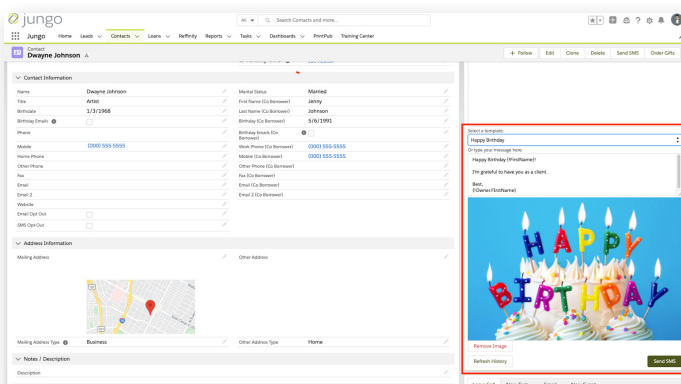 jungo
All
Search Contacts and more...
Jungo Home Leads Contacts Loans Reffinity Reports Tasks Dashboards PrintPub Training Center
Contact
Dwayne Johnson
+ Follow Edit Clone Delete Send SMS Order Gifts
Contact Information
Name Dwayne Johnson Marital Status Married
Title Artist First Name (Co Borrower) Jenny
Birthdate 1/3/1968 Last Name (Co Borrower) Johnson
Birthday Emails Birthday (Co Borrower) 5/6/1991
Phone Birthday Emails (Co Borrower)
Mobile (000) 555-5555 Work Phone (Co Borrower) (000) 555-5555
Home Phone Mobile (Co Borrower) (000) 555-5555
Other Phone Other Phone (Co Borrower)
Fax Fax (Co Borrower)
Email Email (Co Borrower)
Email 2 Email 2 (Co Borrower)
Website
Email Opt Out
SMS Opt-Out
Address Information
Mailing Address Other Address
Mailing Address Type Business Other Address Type Home
Notes / Description
Description
Select a template:
Happy Birthday
Or type your message here:
Happy Birthday {!FirstName}!
I'm grateful to have you as a client.
Best,
{!Owner.FirstName}
HAPPY
BIRTHDAY
Remove Image
Refresh History Send SMS